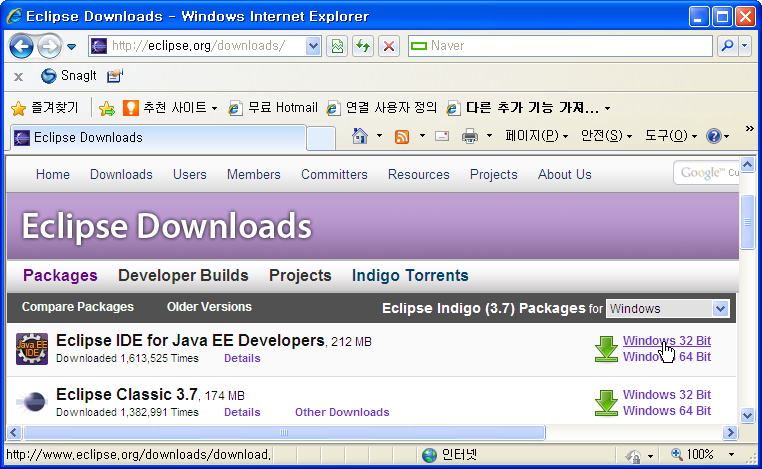 Eclipse Downloads - Windows Internet Explorer
http://eclipse.org/downloads/ Naver
x SnagIt
즐겨찾기 추천 사이트 무료 Hotmail 연결 사용자 정의 다른 추가 기능 가져...
Eclipse Downloads 페이지(P) 안전(S) 도구(O) »
Home Downloads Users Members Committers Resources Projects About Us Google™ Cu
Eclipse Downloads
Packages Developer Builds Projects Indigo Torrents
Compare Packages Older Versions Eclipse Indigo (3.7) Packages for Windows
Java EE IDE Eclipse IDE for Java EE Developers, 212 MB Windows 32 Bit
Downloaded 1,613,525 Times Details Windows 64 Bit
Eclipse Classic 3.7, 174 MB Windows 32 Bit
Downloaded 1,382,991 Times Details Other Downloads Windows 64 Bit
http://www.eclipse.org/downloads/download. 인터넷 100%